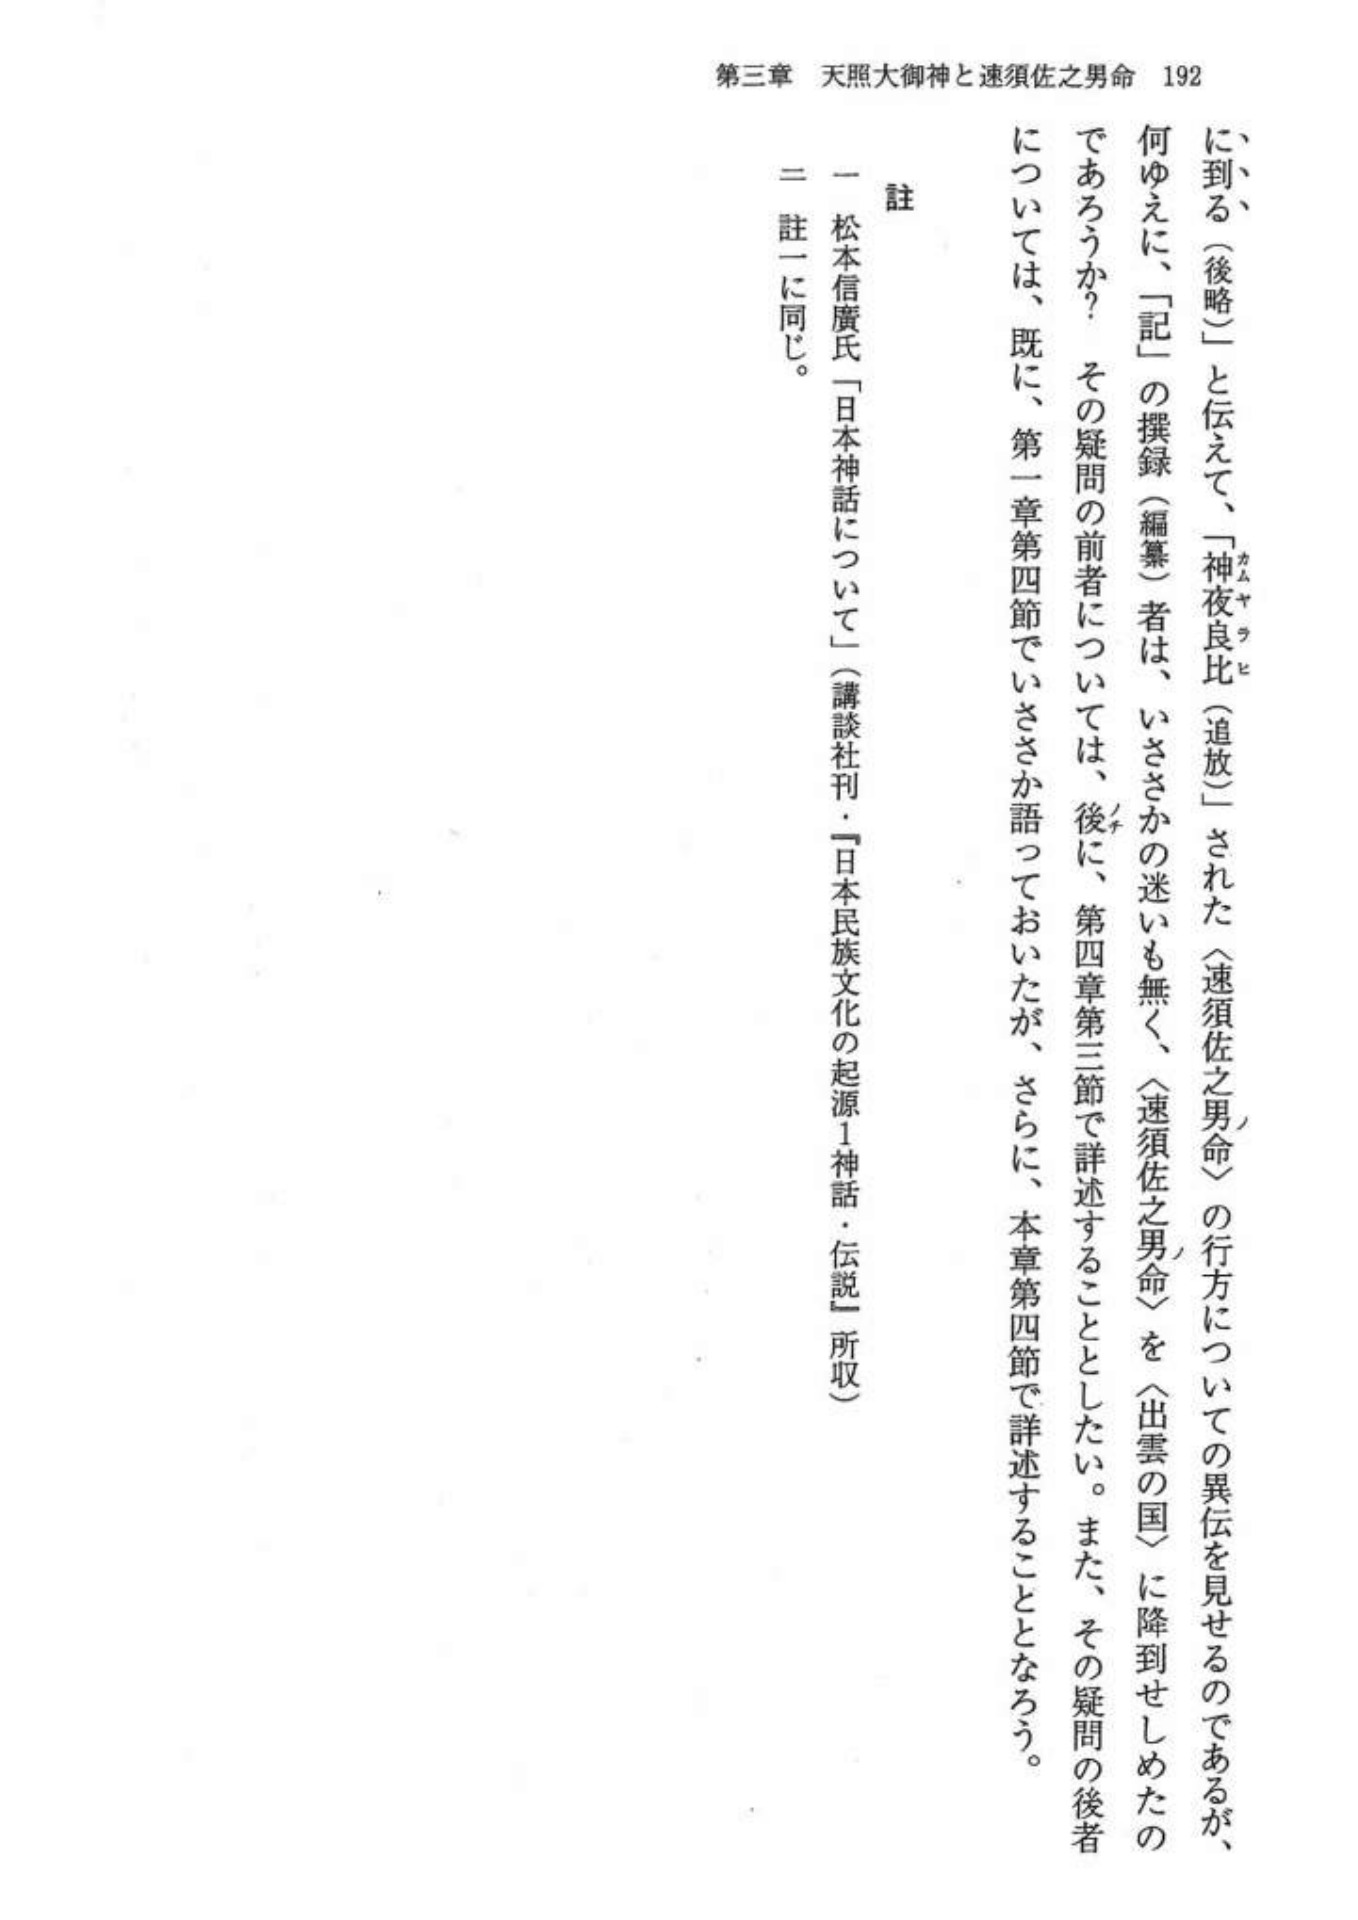 第三章　天照大御神と速須佐之男命　192
に到る（後略）」と伝えて、「神夜良比（追放）」された〈速須佐之男命〉の行方についての異伝を見せるのであるが、
何ゆえに、「記」の撰録（編纂）者は、いささかの迷いも無く、〈速須佐之男命〉を〈出雲の国〉に降到せしめたの
であろうか？　その疑問の前者については、後に、第四章第三節で詳述することとしたい。また、その疑問の後者
については、既に、第一章第四節でいささか語っておいたが、さらに、本章第四節で詳述することとなろう。
註
一　松本信廣氏「日本神話について」（講談社刊・『日本民族文化の起源1神話・伝説』所収）
二　註一に同じ。
カムヤラヒ
ノ
ノ
ノチ